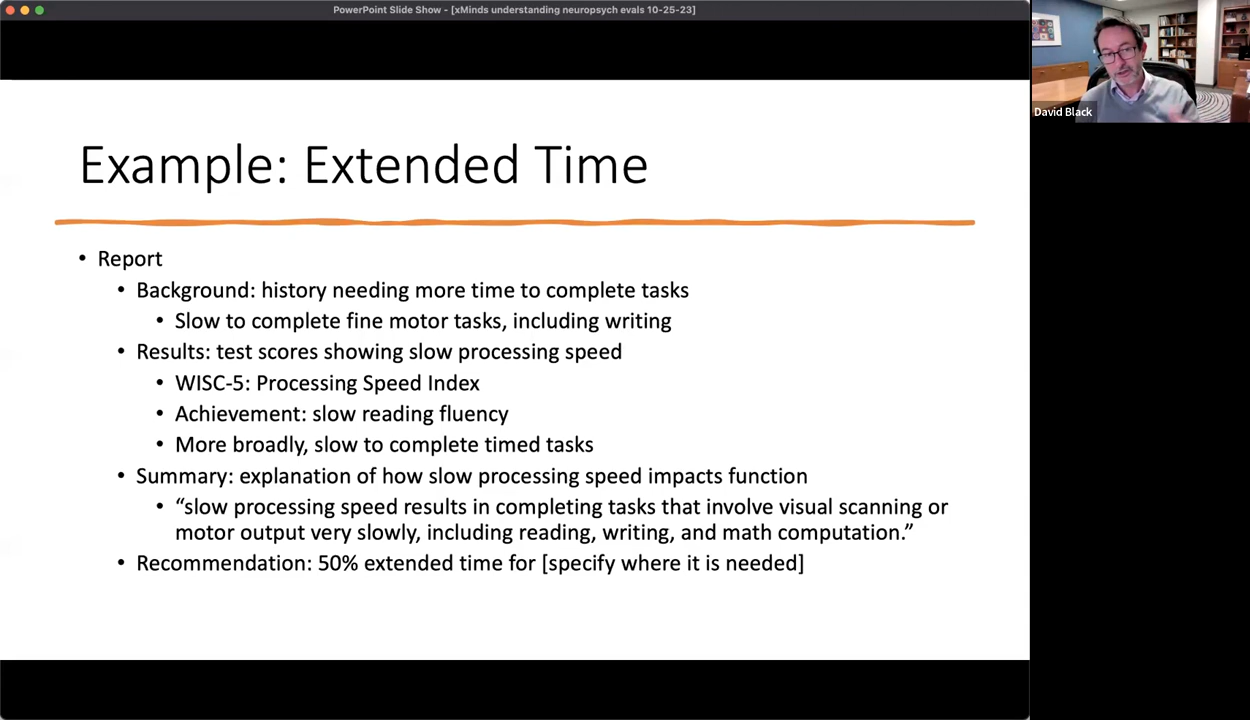 PowerPoint Slide Show - [xMinds understanding neuropsych evals 10-25-23]
David Black
Example: Extended Time
• Report
• Background: history needing more time to complete tasks
• Slow to complete fine motor tasks, including writing
• Results: test scores showing slow processing speed
• WISC-5: Processing Speed Index
• Achievement: slow reading fluency
• More broadly, slow to complete timed tasks
• Summary: explanation of how slow processing speed impacts function
• “slow processing speed results in completing tasks that involve visual scanning or
motor output very slowly, including reading, writing, and math computation.”
• Recommendation: 50% extended time for [specify where it is needed]